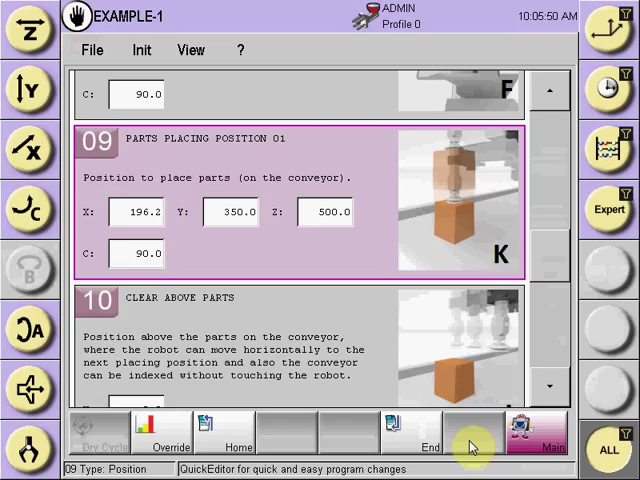 EXAMPLE-1
ADMIN
Profile 0
10:05:50 AM
File Init View ?
C: 90.0
F
09 PARTS PLACING POSITION 01
Position to place parts (on the conveyor).
X: 196.2 Y: 350.0 Z: 500.0
C: 90.0
K
10 CLEAR ABOVE PARTS
Position above the parts on the conveyor,
where the robot can move horizontally to the
next placing position and also the conveyor
can be indexed without touching the robot.
Dry Cycle Override Home End Main
09 Type: Position QuickEditor for quick and easy program changes
Z
Y
X
C
B
A
Expert
ALL